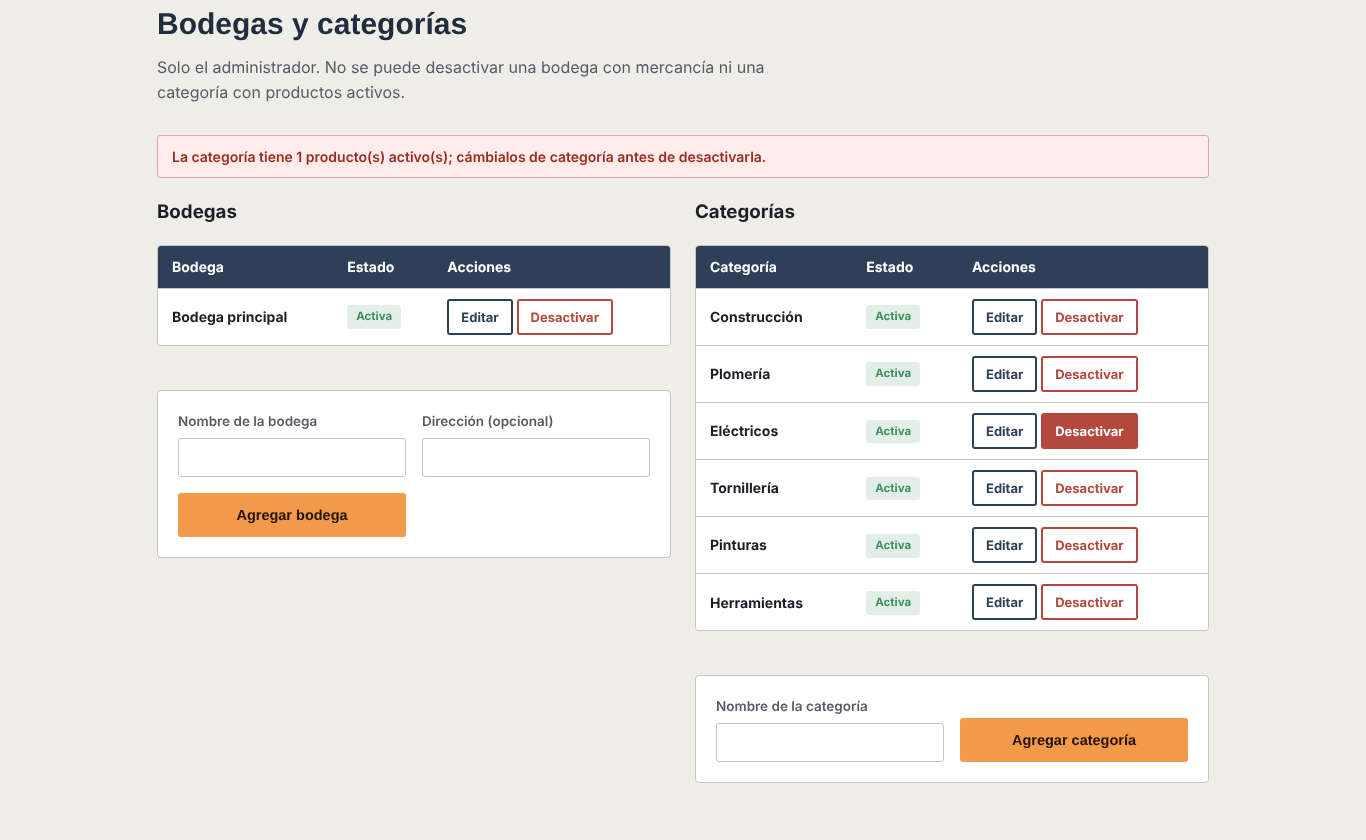 Bodegas y categorías
Solo el administrador. No se puede desactivar una bodega con mercancía ni una
categoría con productos activos.
La categoría tiene 1 producto(s) activo(s); cámbialos de categoría antes de desactivarla.
Bodegas
Bodega Estado Acciones
Bodega principal Activa Editar Desactivar
Nombre de la bodega Dirección (opcional)
Agregar bodega
Categorías
Categoría Estado Acciones
Construcción Activa Editar Desactivar
Plomería Activa Editar Desactivar
Eléctricos Activa Editar Desactivar
Tornillería Activa Editar Desactivar
Pinturas Activa Editar Desactivar
Herramientas Activa Editar Desactivar
Nombre de la categoría
Agregar categoría